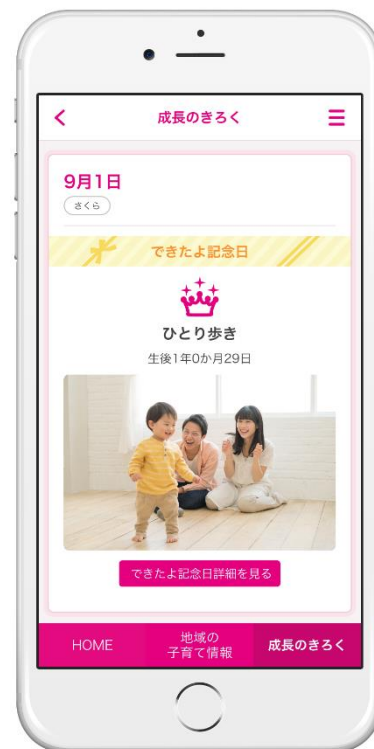 成長のきろく
9月1日
さくら
できたよ記念日
ひとり歩き
生後1年0か月29日
できたよ記念日詳細を見る
HOME
地域の
子育て情報
成長のきろく